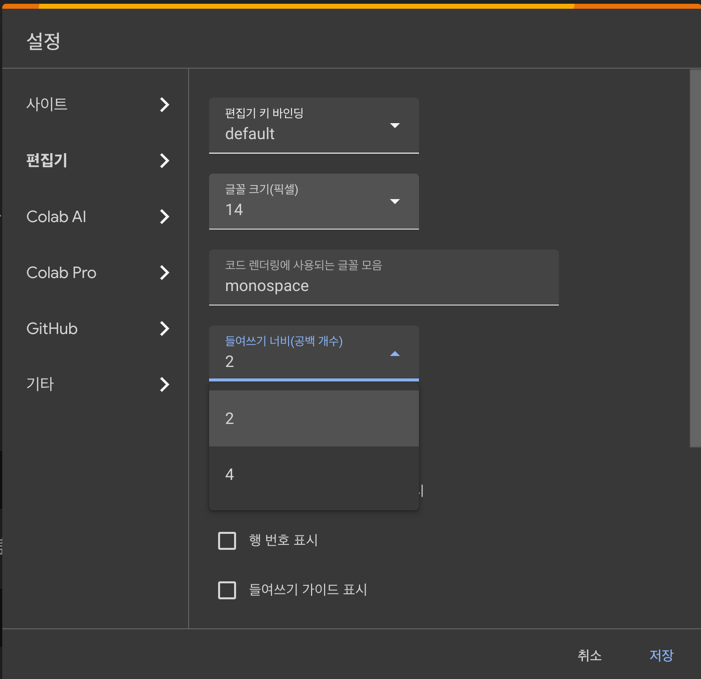 설정
사이트
편집기
Colab AI
Colab Pro
GitHub
기타
편집기 키 바인딩
default
글꼴 크기(픽셀)
14
코드 렌더링에 사용되는 글꼴 모음
monospace
들여쓰기 너비(공백 개수)
2
2
4
행 번호 표시
들여쓰기 가이드 표시
취소
저장